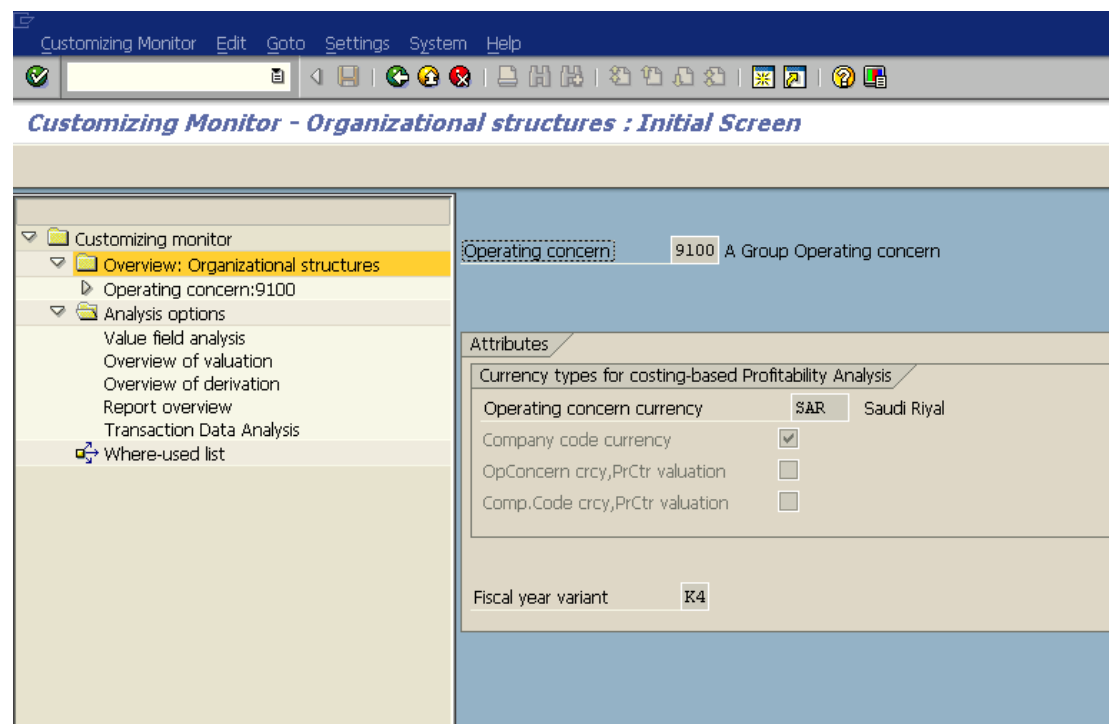 Customizing Monitor Edit Goto Settings System Help
Customizing Monitor - Organizational structures : Initial Screen
Customizing monitor
Overview: Organizational structures
Operating concern:9100
Analysis options
Value field analysis
Overview of valuation
Overview of derivation
Report overview
Transaction Data Analysis
Where-used list
Operating concern 9100 A Group Operating concern
Attributes
Currency types for costing-based Profitability Analysis
Operating concern currency SAR Saudi Riyal
Company code currency
OpConcern crcy,PrCtr valuation
Comp.Code crcy,PrCtr valuation
Fiscal year variant K4